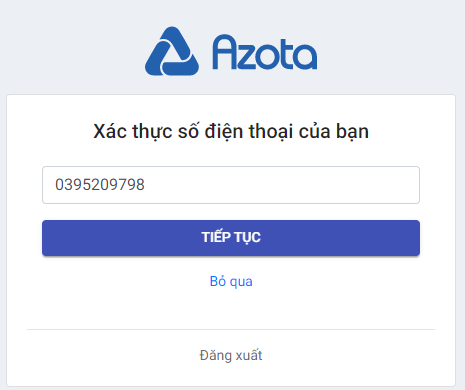 Azota
Xác thực số điện thoại của bạn
0395209798
TIẾP TỤC
Bỏ qua
Đăng xuất